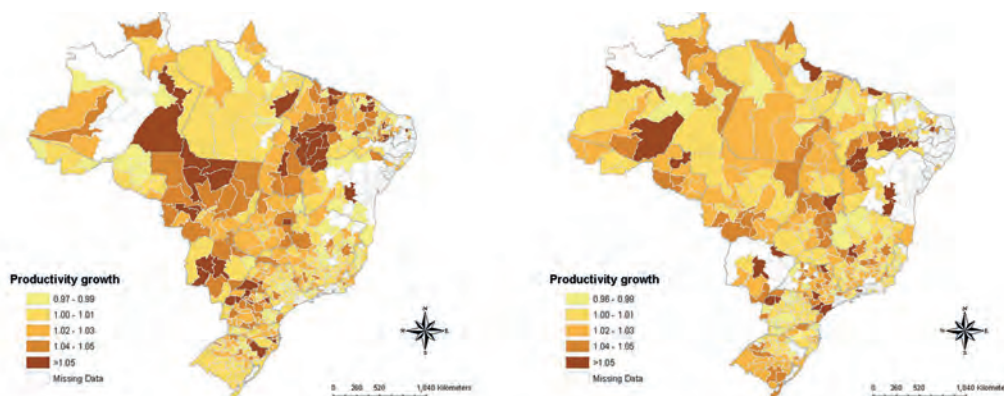 Productivity growth
0.97 - 0.99
1.00 - 1.01
1.02 - 1.03
1.04 - 1.05
>1.05
Missing Data
N
W E
S
0 260 520 1,040 Kilometers
Productivity growth
0.96 - 0.99
1.00 - 1.01
1.02 - 1.03
1.04 - 1.05
>1.05
Missing Data
N
W E
S
0 260 520 1,040 Kilometers